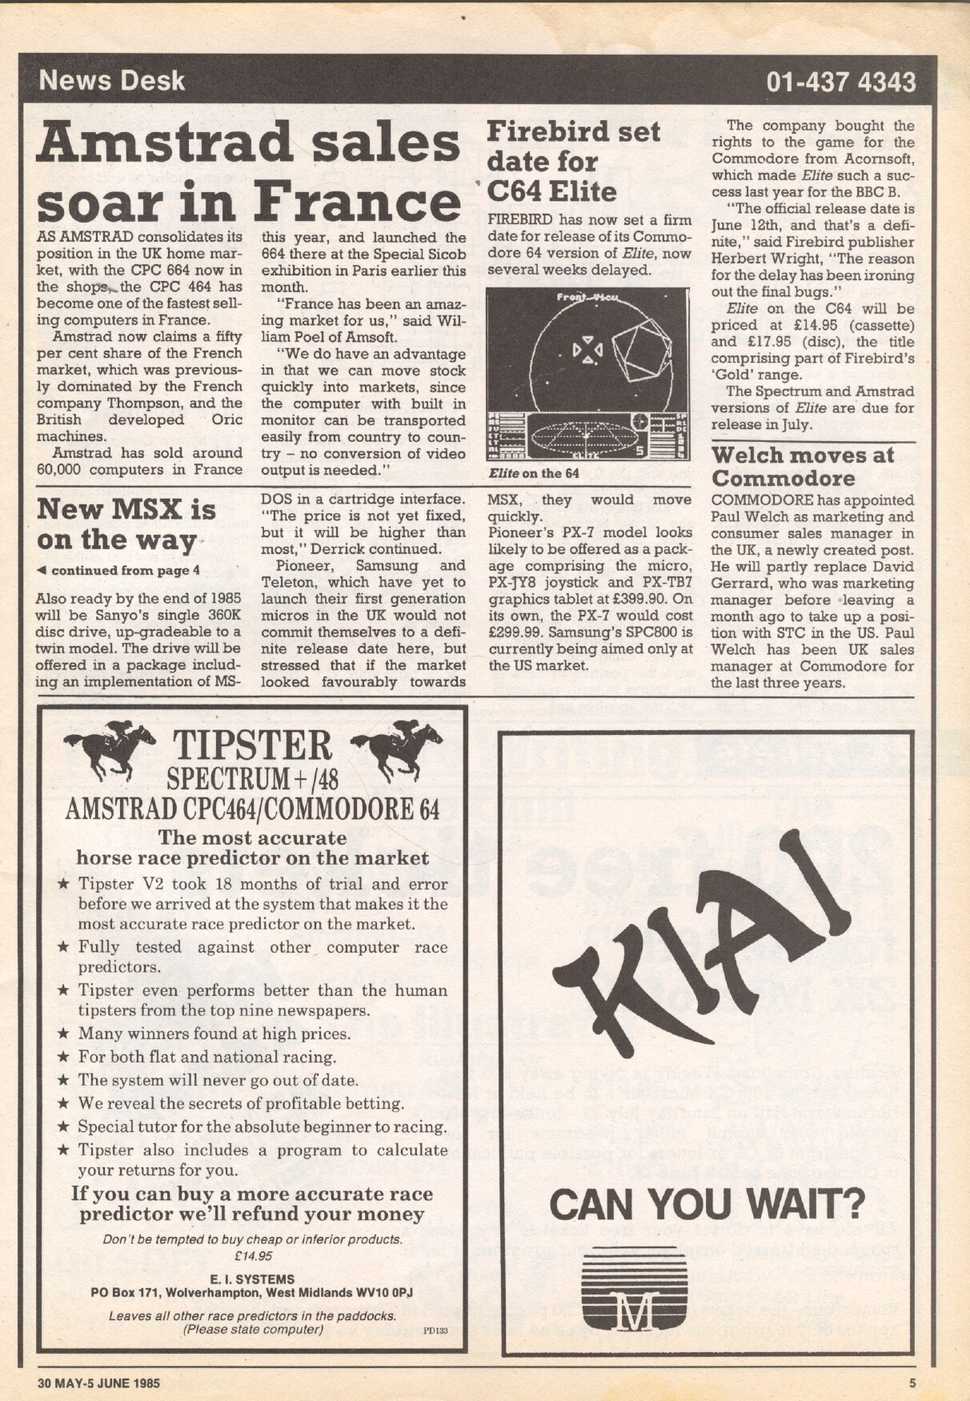 News Desk
01-437 4343
Amstrad sales
soar in France
AS AMSTRAD consolidates its
position in the UK home mar-
ket, with the CPC 664 now in
the shops, the CPC 464 has
become one of the fastest sell-
ing computers in France.
Amstrad now claims a fifty
per cent share of the French
market, which was previous-
ly dominated by the French
company Thompson, and the
British developed Oric
machines.
Amstrad has sold around
60,000 computers in France
this year, and launched the
664 there at the Special Sicob
exhibition in Paris earlier this
month.
"France has been an amaz-
ing market for us," said Wil-
liam Poel of Amsoft.
"We do have an advantage
in that we can move stock
quickly into markets, since
the computer with built in
monitor can be transported
easily from country to coun-
try – no conversion of video
output is needed."
Firebird set
date for
C64 Elite
FIREBIRD has now set a firm
date for release of its Commo-
dore 64 version of Elite, now
several weeks delayed.
Front View
ELITE
5
Elite on the 64
The company bought the
rights to the game for the
Commodore from Acornsoft,
which made Elite such a suc-
cess last year for the BBC B.
"The official release date is
June 12th, and that's a defi-
nite," said Firebird publisher
Herbert Wright, "The reason
for the delay has been ironing
out the final bugs."
Elite on the C64 will be
priced at £14.95 (cassette)
and £17.95 (disc), the title
comprising part of Firebird's
'Gold' range.
The Spectrum and Amstrad
versions of Elite are due for
release in July.
New MSX is
on the way
◄ continued from page 4
Also ready by the end of 1985
will be Sanyo's single 360K
disc drive, up-gradeable to a
twin model. The drive will be
offered in a package includ-
ing an implementation of MS-
DOS in a cartridge interface.
"The price is not yet fixed,
but it will be higher than
most," Derrick continued.
Pioneer, Samsung and
Teleton, which have yet to
launch their first generation
micros in the UK would not
commit themselves to a defi-
nite release date here, but
stressed that if the market
looked favourably towards
MSX, they would move
quickly.
Pioneer's PX-7 model looks
likely to be offered as a pack-
age comprising the micro,
PX-JY8 joystick and PX-TB7
graphics tablet at £399.90. On
its own, the PX-7 would cost
£299.99. Samsung's SPC800 is
currently being aimed only at
the US market.
Welch moves at
Commodore
COMMODORE has appointed
Paul Welch as marketing and
consumer sales manager in
the UK, a newly created post.
He will partly replace David
Gerrard, who was marketing
manager before leaving a
month ago to take up a posi-
tion with STC in the US. Paul
Welch has been UK sales
manager at Commodore for
the last three years.
TIPSTER
SPECTRUM+/48
AMSTRAD CPC464/COMMODORE 64
The most accurate
horse race predictor on the market
★ Tipster V2 took 18 months of trial and error
before we arrived at the system that makes it the
most accurate race predictor on the market.
★ Fully tested against other computer race
predictors.
★ Tipster even performs better than the human
tipsters from the top nine newspapers.
★ Many winners found at high prices.
★ For both flat and national racing.
★ The system will never go out of date.
★ We reveal the secrets of profitable betting.
★ Special tutor for the absolute beginner to racing.
★ Tipster also includes a program to calculate
your returns for you.
If you can buy a more accurate race
predictor we'll refund your money
Don't be tempted to buy cheap or inferior products.
£14.95
E. I. SYSTEMS
PO Box 171, Wolverhampton, West Midlands WV10 0PJ
Leaves all other race predictors in the paddocks.
(Please state computer)
PD133
KIAI
CAN YOU WAIT?
M
30 MAY-5 JUNE 1985
5